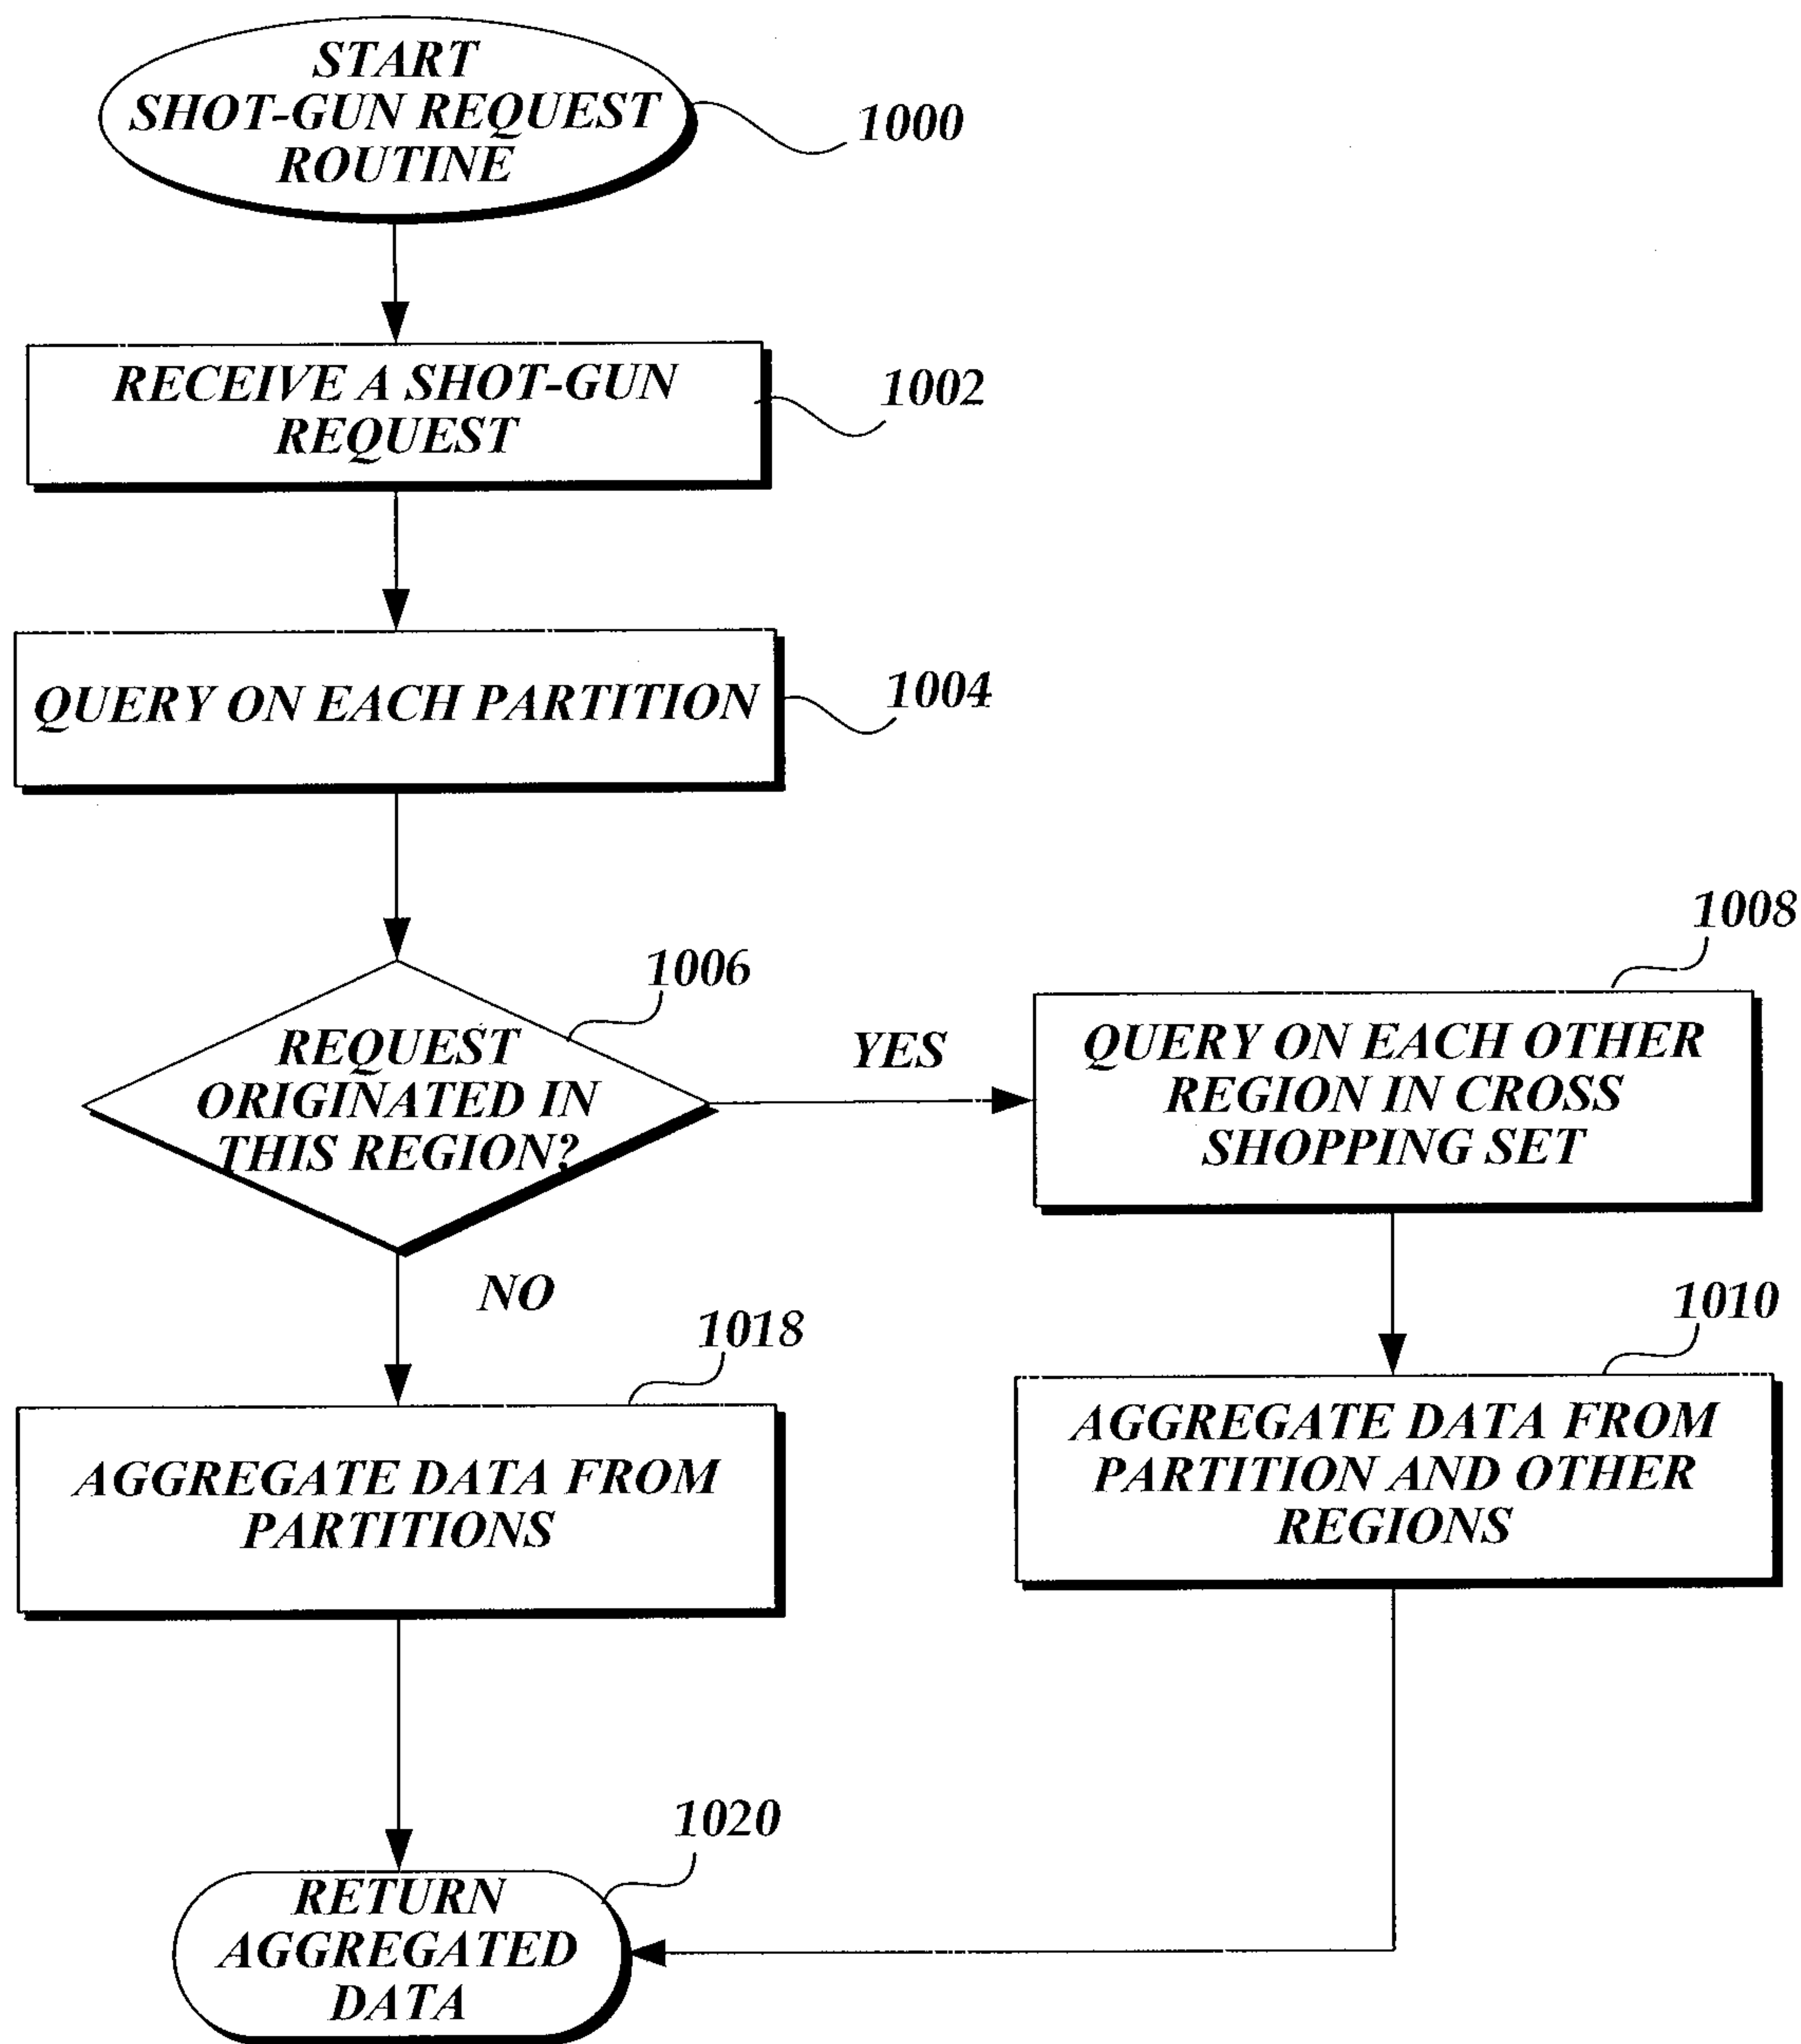 START
SHOT-GUN REQUEST
ROUTINE
1000
RECEIVE A SHOT-GUN
REQUEST
1002
QUERY ON EACH PARTITION
1004
REQUEST
ORIGINATED IN
THIS REGION?
1006
YES
NO
QUERY ON EACH OTHER
REGION IN CROSS
SHOPPING SET
1008
AGGREGATE DATA FROM
PARTITION AND OTHER
REGIONS
1010
AGGREGATE DATA FROM
PARTITIONS
1018
RETURN
AGGREGATED
DATA
1020